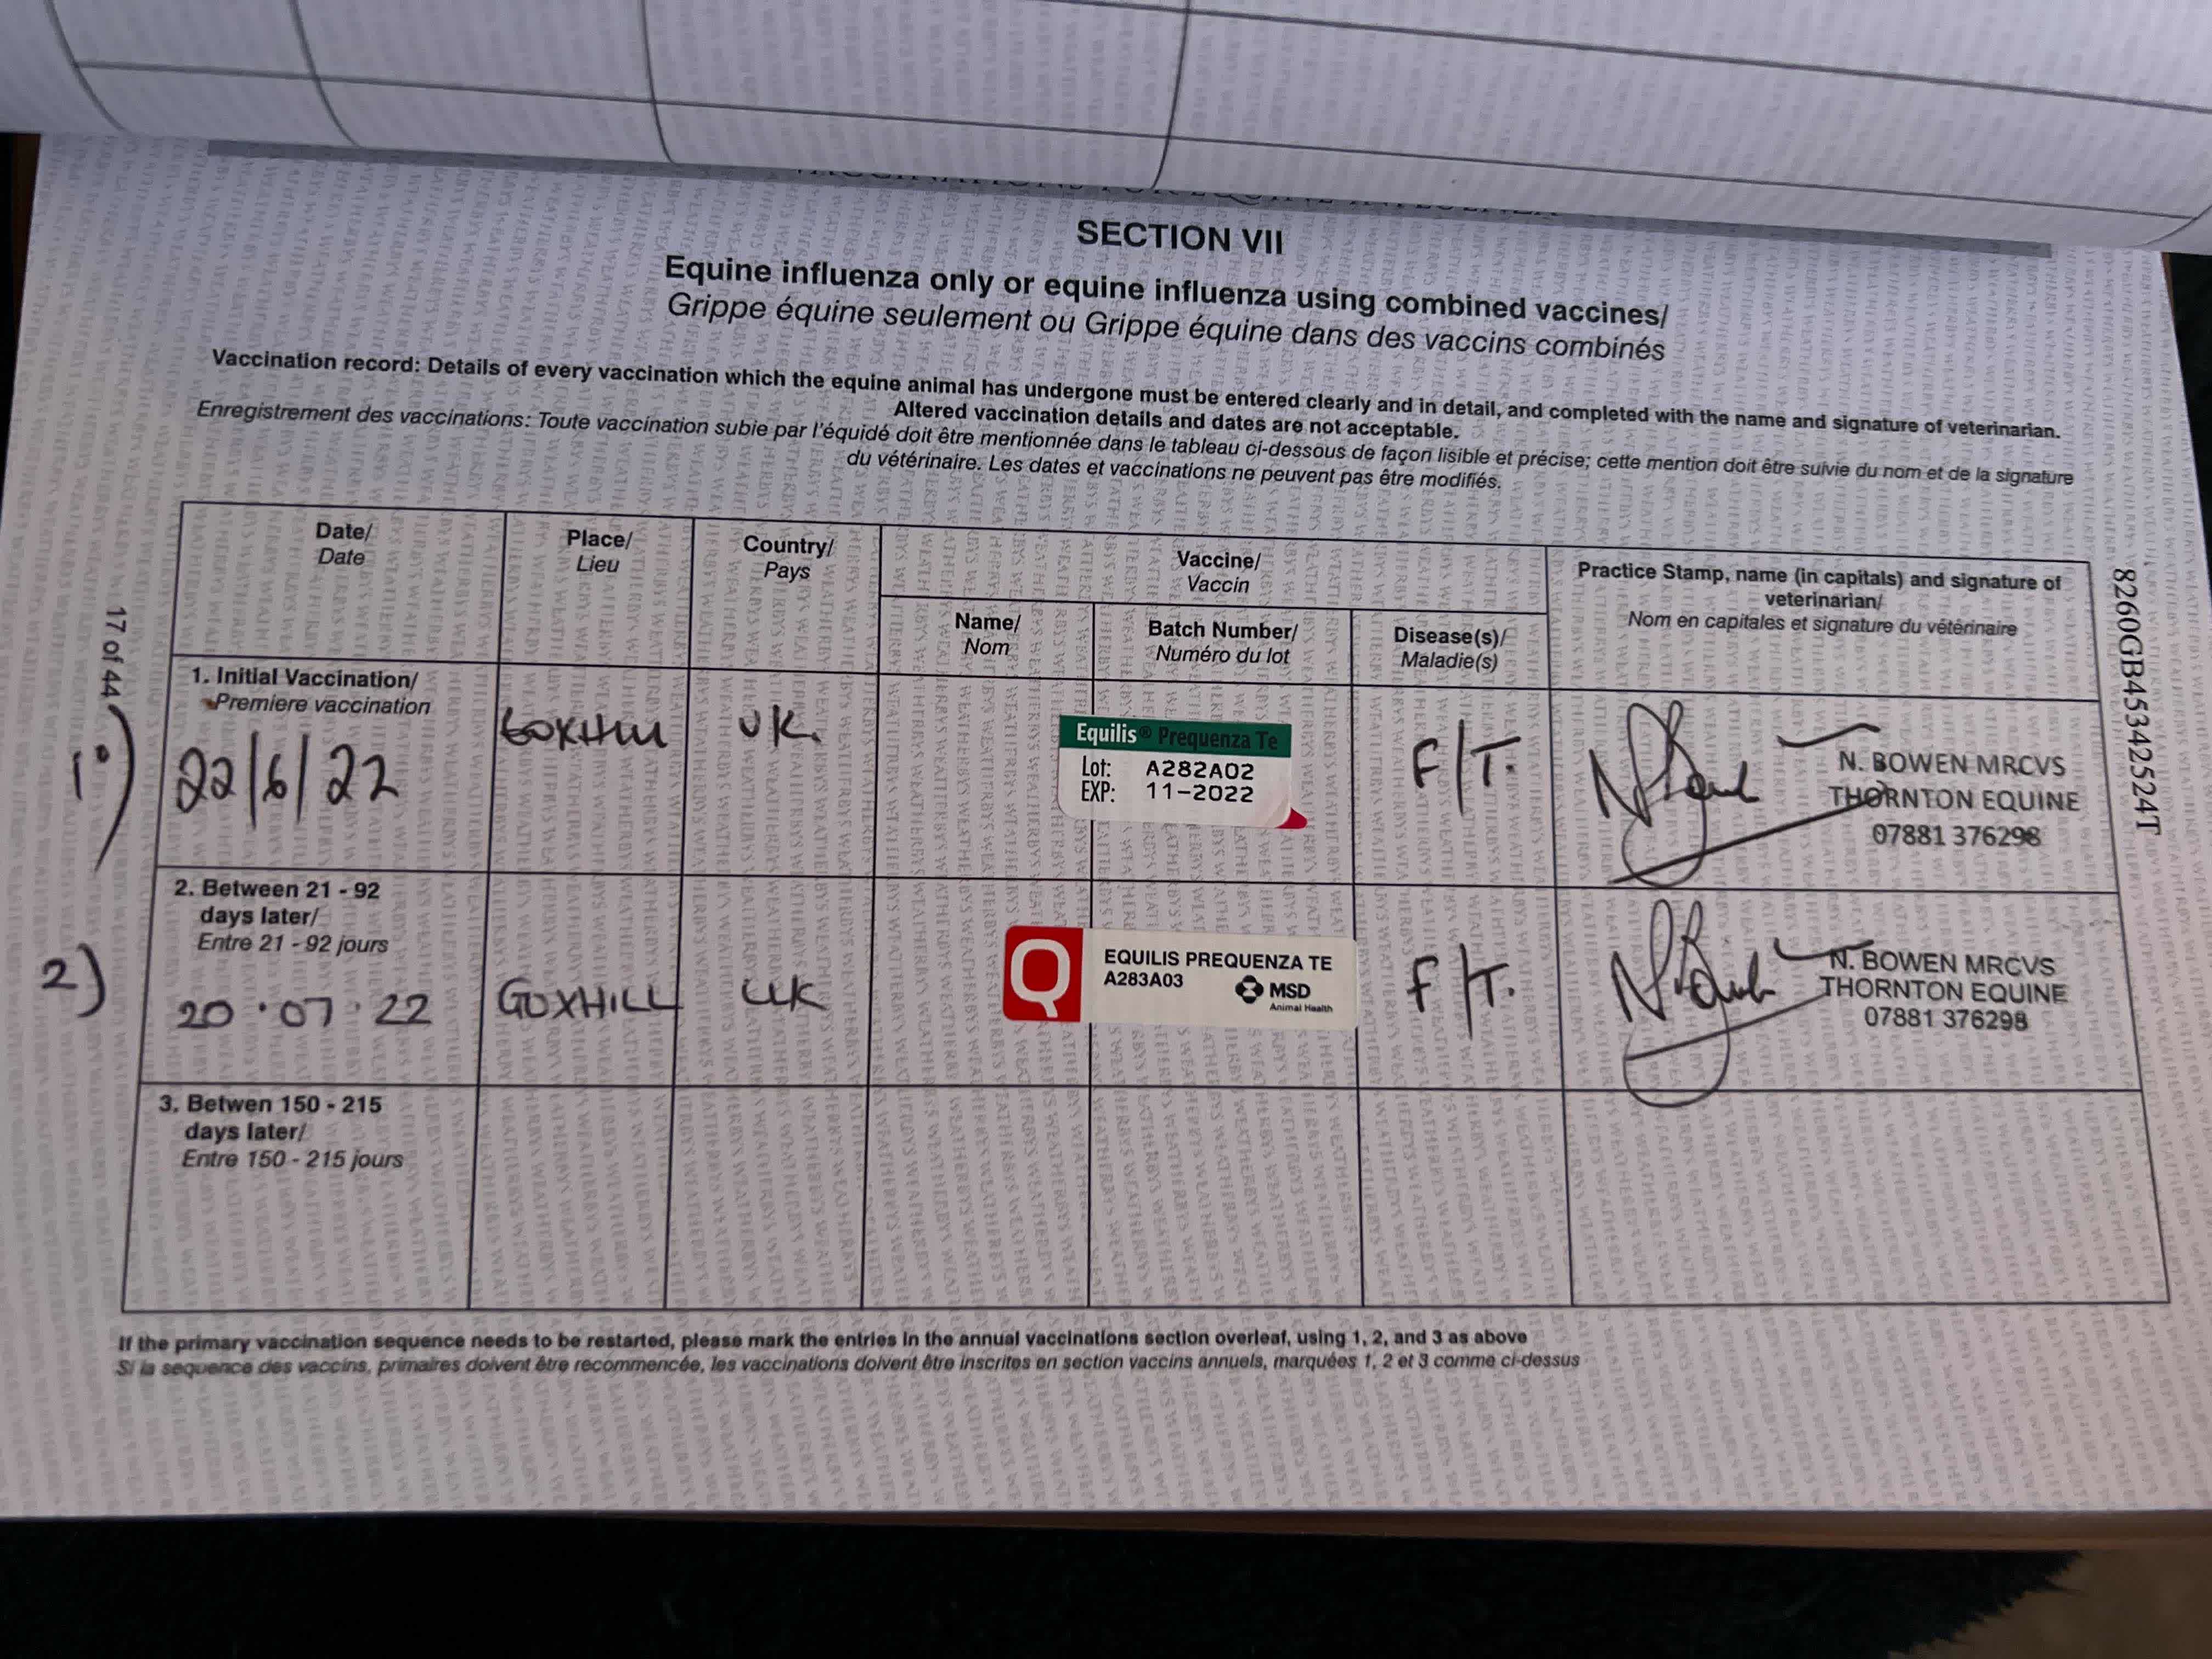 SECTION VII
Equine influenza only or equine influenza using combined vaccines/
Grippe équine seulement ou Grippe équine dans des vaccins combinés
Vaccination record: Details of every vaccination which the equine animal has undergone must be entered clearly and in detail, and completed with the name and signature of veterinarian.
Altered vaccination details and dates are not acceptable.
Enregistrement des vaccinations: Toute vaccination subie par l'équidé doit être mentionnée dans le tableau ci-dessous de façon lisible et précise; cette mention doit être suivie du nom et de la signature
du vétérinaire. Les dates et vaccinations ne peuvent pas être modifiés.
Date/
Date
Place/
Lieu
Country/
Pays
Vaccine/
Vaccin
Name/
Nom
Batch Number/
Numéro du lot
Disease(s)/
Maladie(s)
Practice Stamp, name (in capitals) and signature of
veterinarian/
Nom en capitales et signature du vétérinaire
17 of 44
8260GB45342524T
1. Initial Vaccination/
Premiere vaccination
1°)
22/6/22
GOXHILL
UK.
Equilis® Prequenza Te
Lot: A282A02
EXP: 11-2022
F/T.
N. BOWEN MRCVS
THORNTON EQUINE
07881 376298
2. Between 21 - 92
days later/
Entre 21 - 92 jours
2)
20.07.22
GOXHILL
UK
Q
EQUILIS PREQUENZA TE
A283A03
MSD
Animal Health
F/T.
N. BOWEN MRCVS
THORNTON EQUINE
07881 376298
3. Betwen 150 - 215
days later/
Entre 150 - 215 jours
If the primary vaccination sequence needs to be restarted, please mark the entries in the annual vaccinations section overleaf, using 1, 2, and 3 as above
Si la sequence des vaccins, primaires doivent être recommencée, les vaccinations doivent être inscrites en section vaccins annuels, marquées 1, 2 et 3 comme ci-dessus